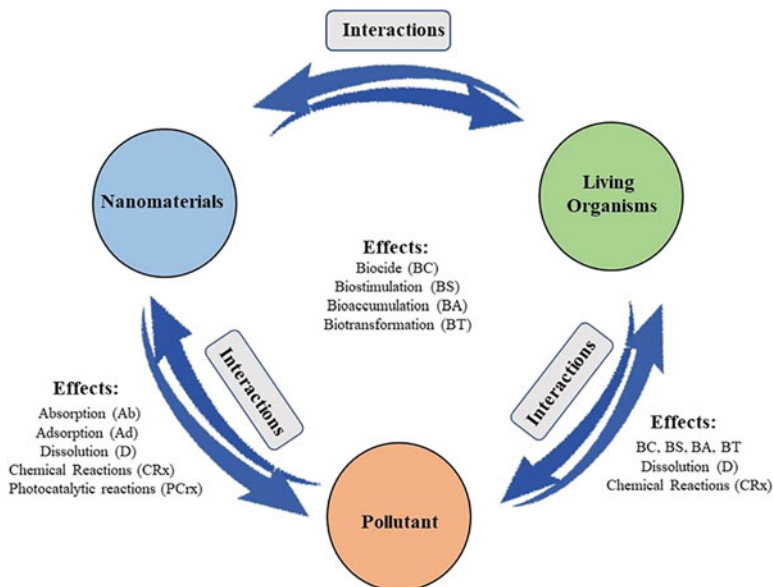 Interactions
Nanomaterials
Living
Organisms
Effects:
Biocide (BC)
Biostimulation (BS)
Bioaccumulation (BA)
Biotransformation (BT)
Interactions
Interactions
Effects:
Absorption (Ab)
Adsorption (Ad)
Dissolution (D)
Chemical Reactions (CRx)
Photocatalytic reactions (PCrx)
Effects:
BC, BS, BA, BT
Dissolution (D)
Chemical Reactions (CRx)
Pollutant